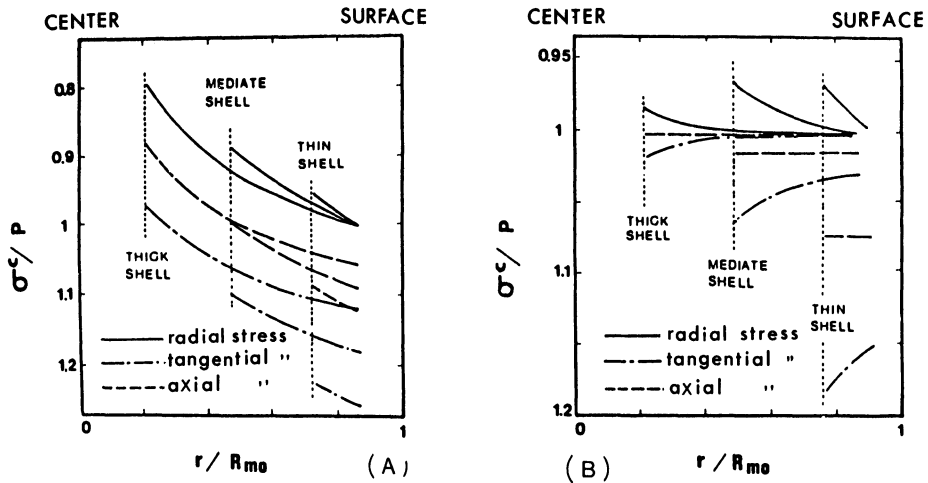 CENTER
SURFACE
0.8
0.9
1
1.1
1.2
σᶜ/P
MEDIATE
SHELL
THIN
SHELL
THICK
SHELL
radial stress
tangential "
axial "
0
1
r / Rmo
(A)
CENTER
SURFACE
0.95
1
1.1
1.2
σᶜ/P
THICK
SHELL
MEDIATE
SHELL
THIN
SHELL
radial stress
tangential "
axial "
0
1
r / Rmo
(B)